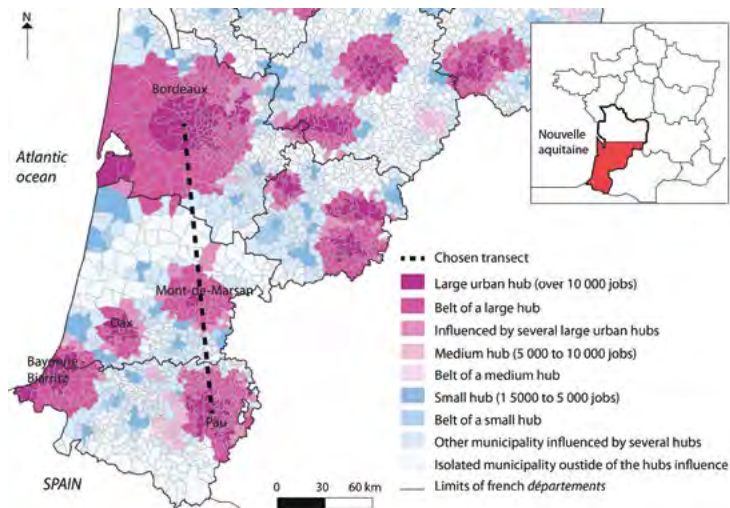 N
Bordeaux
Atlantic
ocean
Nouvelle
aquitaine
Mont-de-Marsan
Dax
Bayonne
Biarritz
Pau
SPAIN
Chosen transect
Large urban hub (over 10 000 jobs)
Belt of a large hub
Influenced by several large urban hubs
Medium hub (5 000 to 10 000 jobs)
Belt of a medium hub
Small hub (1 5000 to 5 000 jobs)
Belt of a small hub
Other municipality influenced by several hubs
Isolated municipality oustide of the hubs influence
Limits of french départements
0 30 60 km